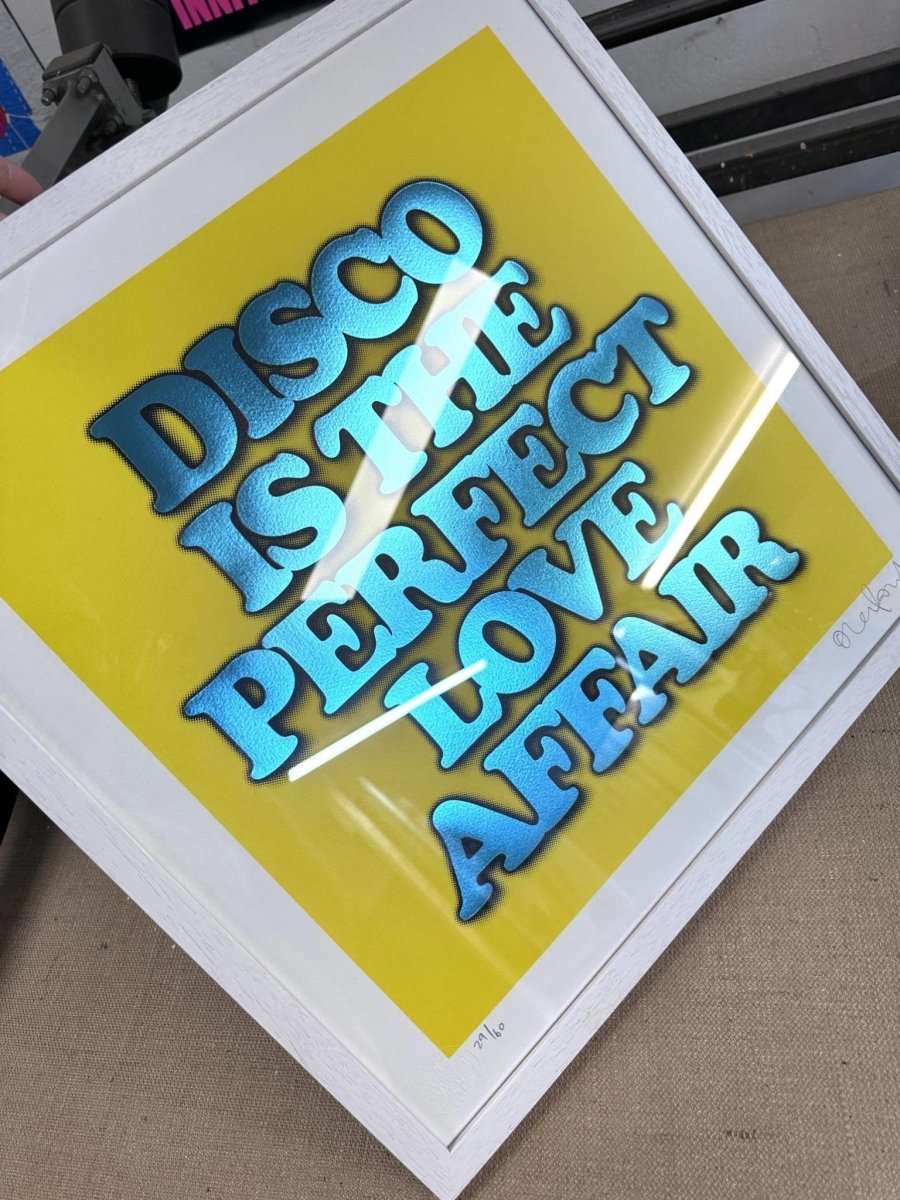 DISCO
IS THE
PERFECT
LOVE
AFFAIR
29/60